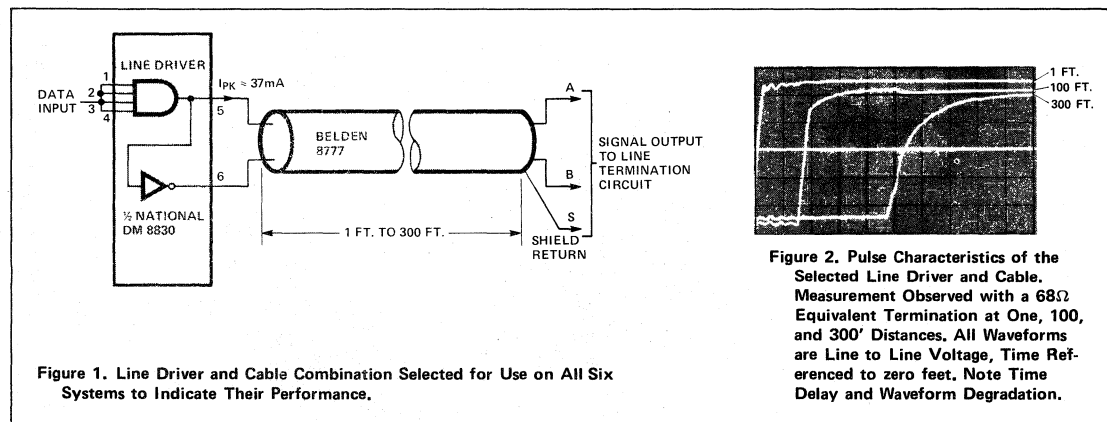 LINE DRIVER
1
2
3
4
DATA
INPUT
IPK ≈ 37mA
5
6
½ NATIONAL
DM 8830
BELDEN
8777
1 FT. TO 300 FT.
A
B
S
SHIELD
RETURN
SIGNAL OUTPUT
TO LINE
TERMINATION
CIRCUIT
Figure 1. Line Driver and Cable Combination Selected for Use on All Six
Systems to Indicate Their Performance.
1 FT.
100 FT.
300 FT.
Figure 2. Pulse Characteristics of the
Selected Line Driver and Cable.
Measurement Observed with a 68Ω
Equivalent Termination at One, 100,
and 300' Distances. All Waveforms
are Line to Line Voltage, Time Ref-
erenced to zero feet. Note Time
Delay and Waveform Degradation.